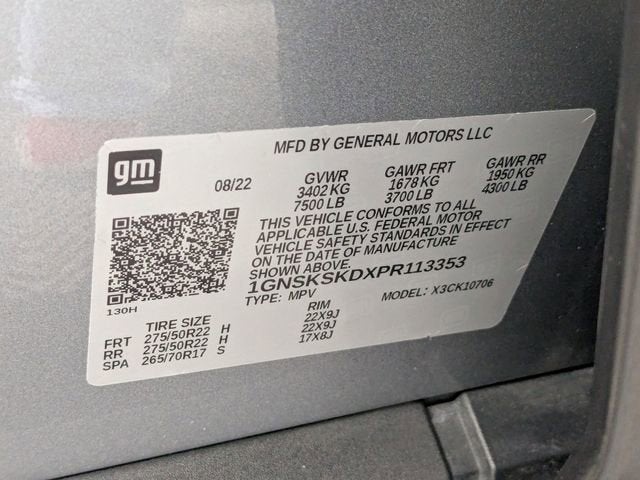 MFD BY GENERAL MOTORS LLC
gm
08/22
GVWR GAWR FRT GAWR RR
3402 KG 1678 KG 1950 KG
7500 LB 3700 LB 4300 LB
THIS VEHICLE CONFORMS TO ALL
APPLICABLE U.S. FEDERAL MOTOR
VEHICLE SAFETY STANDARDS IN EFFECT
ON THE DATE OF MANUFACTURE
SHOWN ABOVE.
1GNSKSKDXPR113353
TYPE: MPV MODEL: X3CK10706
130H
TIRE SIZE RIM
FRT 275/50R22 H 22X9J
RR 275/50R22 H 22X9J
SPA 265/70R17 S 17X8J